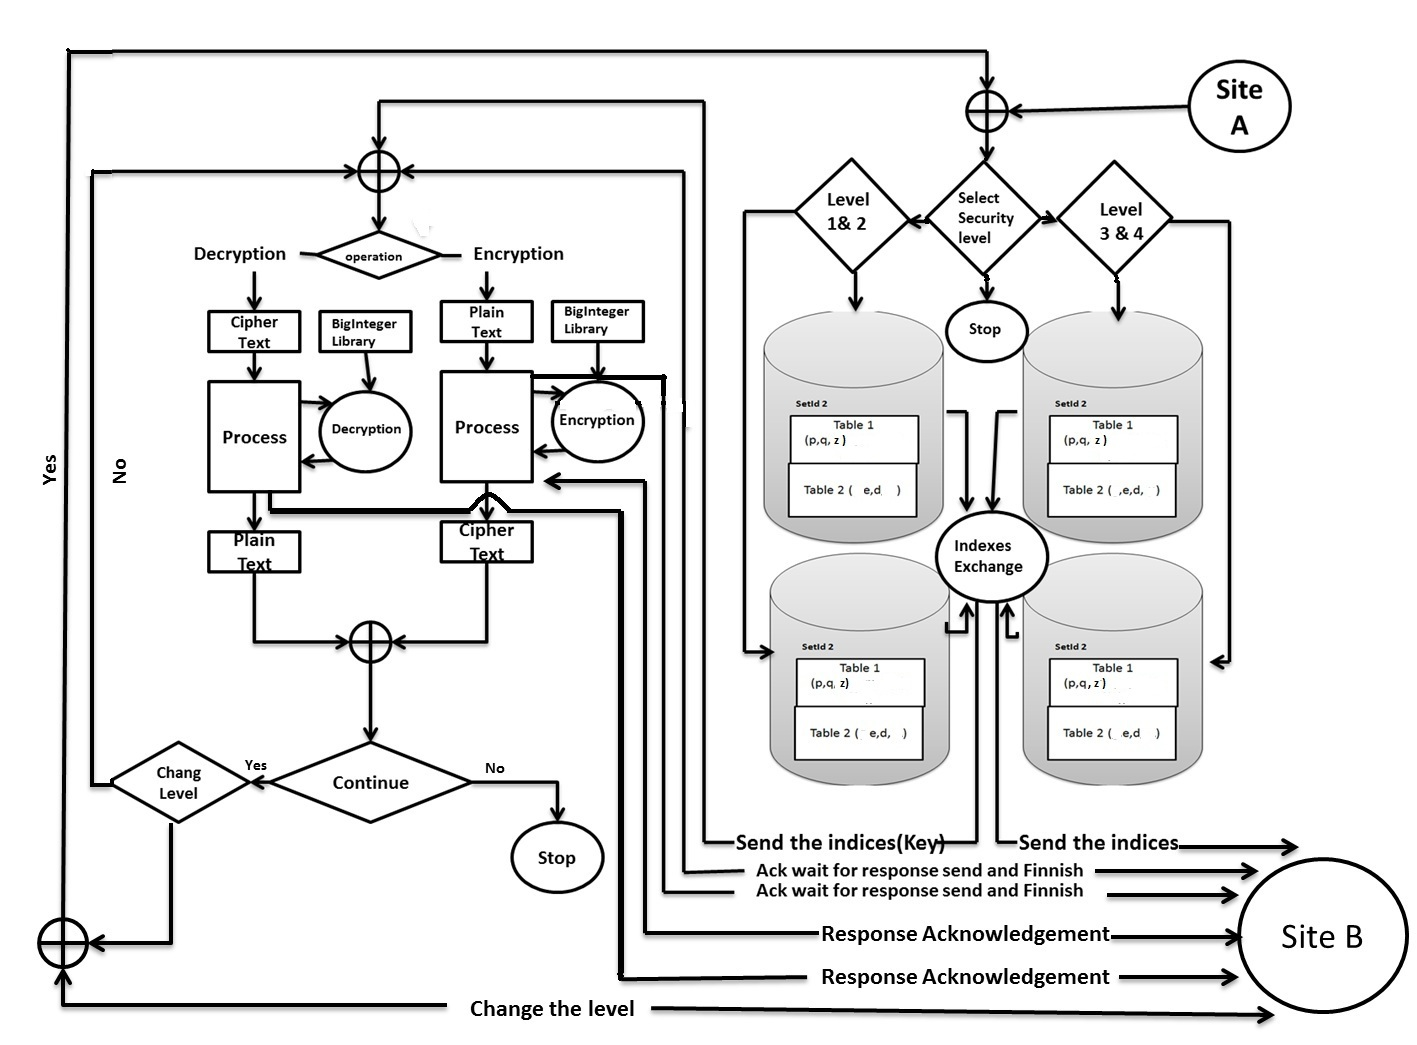 Site
A
Level
1& 2
Select
Security
level
Level
3 & 4
Decryption
operation
Encryption
Cipher
Text
BigInteger
Library
Plain
Text
BigInteger
Library
Stop
Process
Decryption
Process
Encryption
SetId 2
Table 1
(p,q, z )
Table 2 ( e,d )
SetId 2
Table 1
(p,q, z )
Table 2 ( ,e,d, )
Yes
No
Plain
Text
Cipher
Text
Indexes
Exchange
SetId 2
Table 1
(p,q, z)
Table 2 ( e,d, )
SetId 2
Table 1
(p,q, z )
Table 2 ( e,d )
Chang
Level
Yes
Continue
No
Stop
Send the indices(Key)
Send the indices
Ack wait for response send and Finnish
Ack wait for response send and Finnish
Response Acknowledgement
Site B
Response Acknowledgement
Change the level